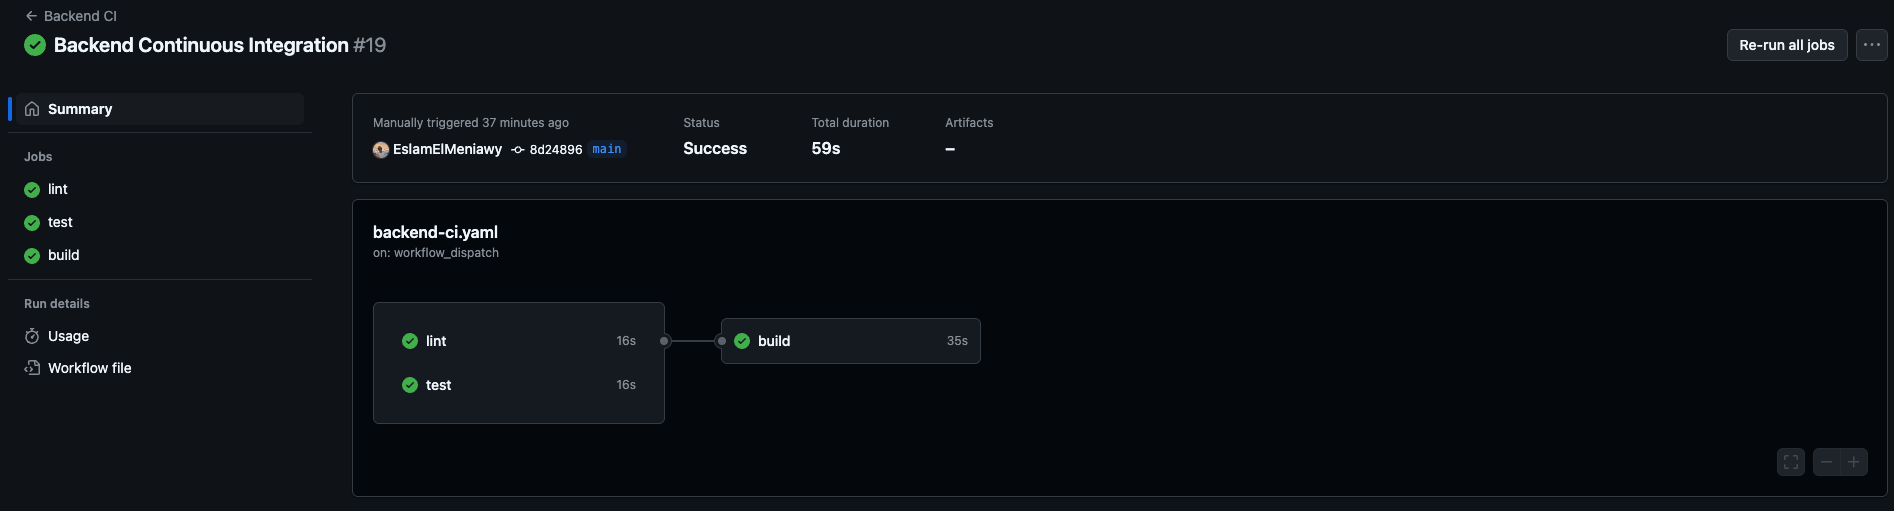 Backend CI
Backend Continuous Integration #19
Re-run all jobs
Summary
Jobs
lint
test
build
Run details
Usage
Workflow file
Manually triggered 37 minutes ago
EslamElMeniawy 8d24896 main
Status
Success
Total duration
59s
Artifacts
–
backend-ci.yaml
on: workflow_dispatch
lint 16s
test 16s
build 35s